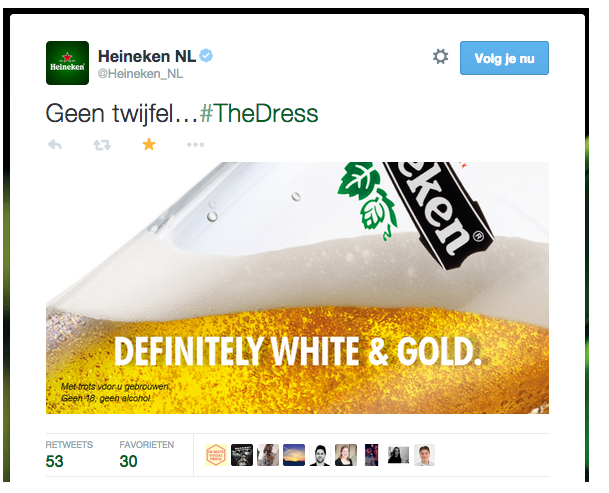 Heineken
Heineken NL
@Heineken_NL
Volg je nu
Geen twijfel...#TheDress
eken®
DEFINITELY WHITE & GOLD.
Met trots voor u gebrouwen.
Geen 18, geen alcohol.
RETWEETS
FAVORIETEN
53
30